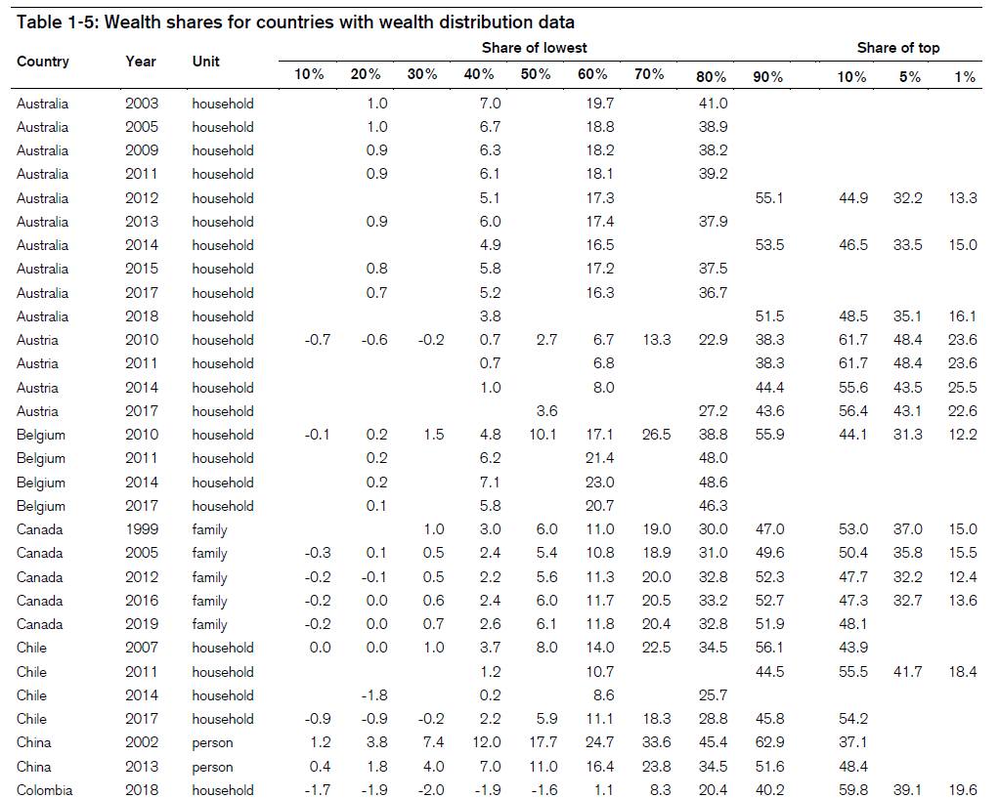 Table 1-5: Wealth shares for countries with wealth distribution data
Share of lowest Share of top
Country Year Unit
10% 20% 30% 40% 50% 60% 70% 80% 90% 10% 5% 1%
Australia 2003 household 1.0 7.0 19.7 41.0
Australia 2005 household 1.0 6.7 18.8 38.9
Australia 2009 household 0.9 6.3 18.2 38.2
Australia 2011 household 0.9 6.1 18.1 39.2
Australia 2012 household 5.1 17.3 55.1 44.9 32.2 13.3
Australia 2013 household 0.9 6.0 17.4 37.9
Australia 2014 household 4.9 16.5 53.5 46.5 33.5 15.0
Australia 2015 household 0.8 5.8 17.2 37.5
Australia 2017 household 0.7 5.2 16.3 36.7
Australia 2018 household 3.8 51.5 48.5 35.1 16.1
Austria 2010 household -0.7 -0.6 -0.2 0.7 2.7 6.7 13.3 22.9 38.3 61.7 48.4 23.6
Austria 2011 household 0.7 6.8 38.3 61.7 48.4 23.6
Austria 2014 household 1.0 8.0 44.4 55.6 43.5 25.5
Austria 2017 household 3.6 27.2 43.6 56.4 43.1 22.6
Belgium 2010 household -0.1 0.2 1.5 4.8 10.1 17.1 26.5 38.8 55.9 44.1 31.3 12.2
Belgium 2011 household 0.2 6.2 21.4 48.0
Belgium 2014 household 0.2 7.1 23.0 48.6
Belgium 2017 household 0.1 5.8 20.7 46.3
Canada 1999 family 1.0 3.0 6.0 11.0 19.0 30.0 47.0 53.0 37.0 15.0
Canada 2005 family -0.3 0.1 0.5 2.4 5.4 10.8 18.9 31.0 49.6 50.4 35.8 15.5
Canada 2012 family -0.2 -0.1 0.5 2.2 5.6 11.3 20.0 32.8 52.3 47.7 32.2 12.4
Canada 2016 family -0.2 0.0 0.6 2.4 6.0 11.7 20.5 33.2 52.7 47.3 32.7 13.6
Canada 2019 family -0.2 0.0 0.7 2.6 6.1 11.8 20.4 32.8 51.9 48.1
Chile 2007 household 0.0 0.0 1.0 3.7 8.0 14.0 22.5 34.5 56.1 43.9
Chile 2011 household 1.2 10.7 44.5 55.5 41.7 18.4
Chile 2014 household -1.8 0.2 8.6 25.7
Chile 2017 household -0.9 -0.9 -0.2 2.2 5.9 11.1 18.3 28.8 45.8 54.2
China 2002 person 1.2 3.8 7.4 12.0 17.7 24.7 33.6 45.4 62.9 37.1
China 2013 person 0.4 1.8 4.0 7.0 11.0 16.4 23.8 34.5 51.6 48.4
Colombia 2018 household -1.7 -1.9 -2.0 -1.9 -1.6 1.1 8.3 20.4 40.2 59.8 39.1 19.6